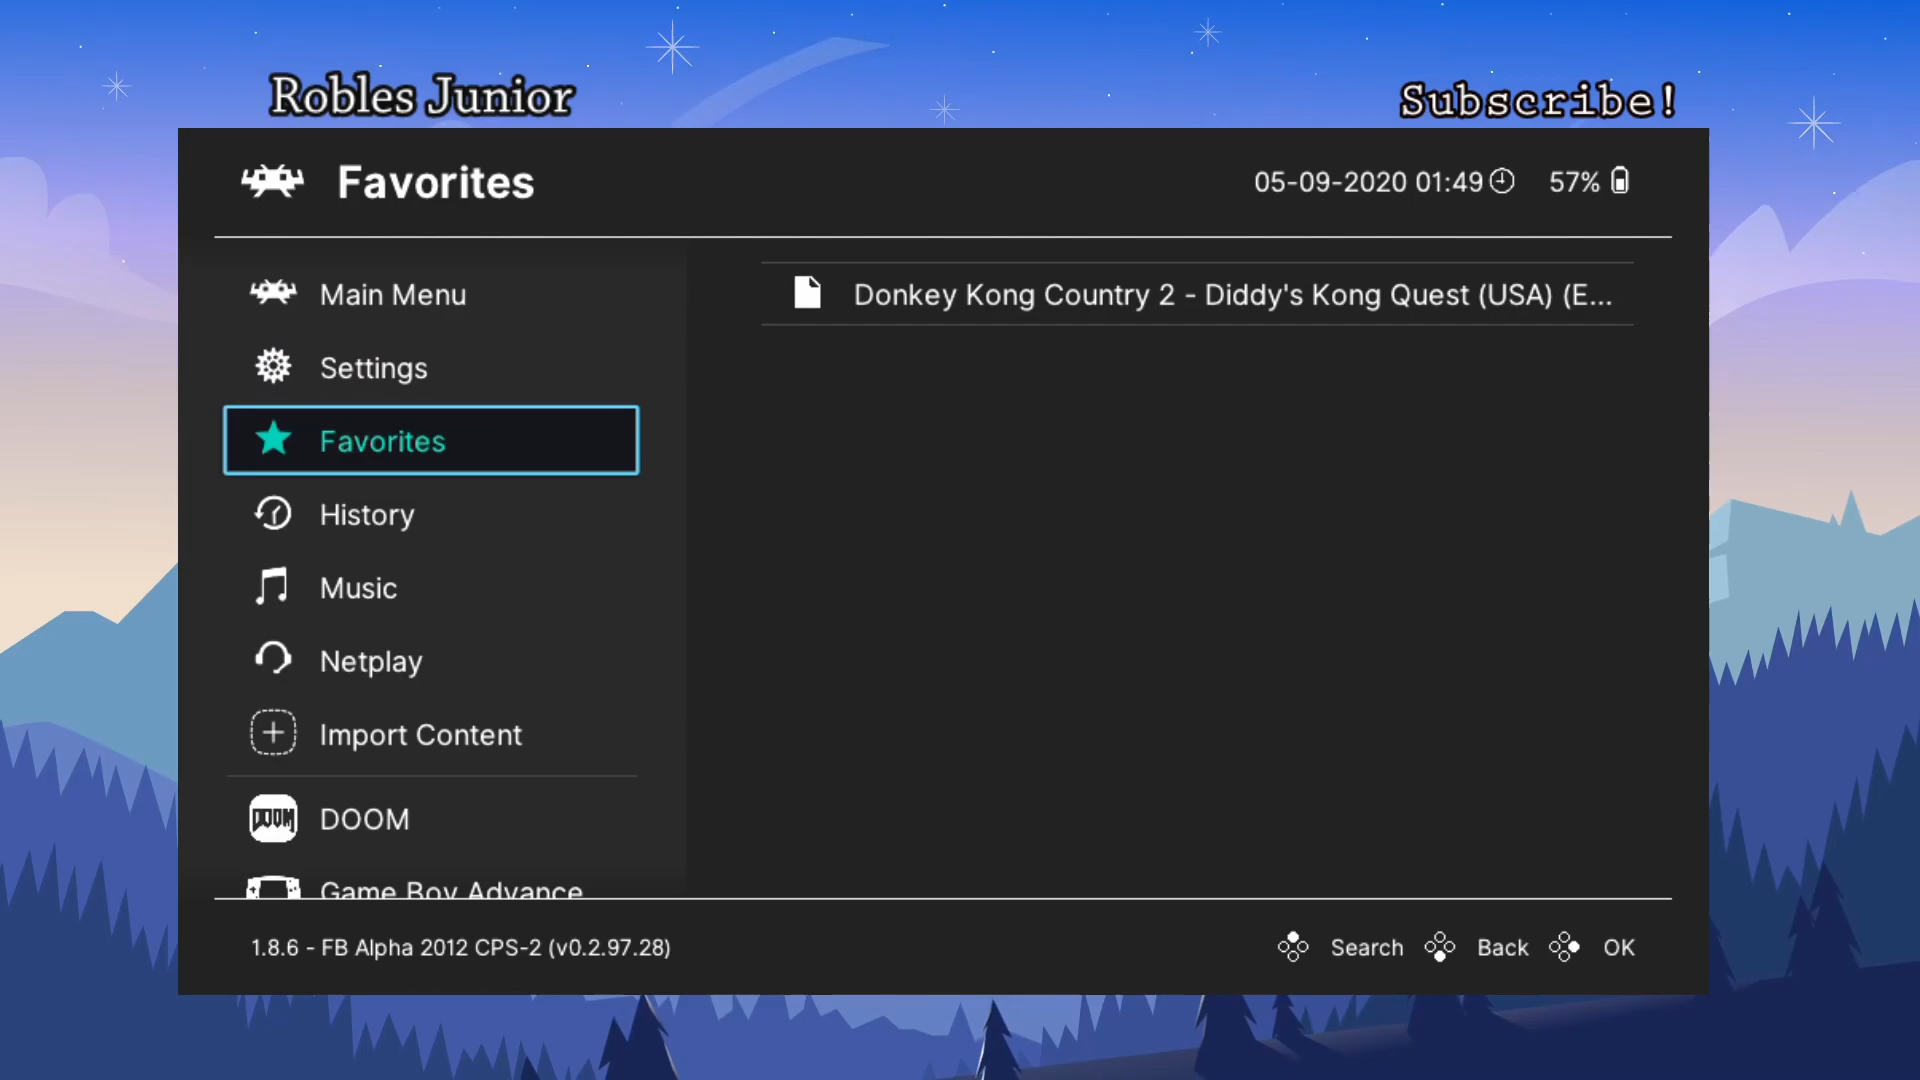 Robles Junior
Subscribe!
Favorites
05-09-2020 01:49
57%
Main Menu
Settings
Favorites
History
Music
Netplay
Import Content
DOOM
Game Boy Advance
Donkey Kong Country 2 - Diddy's Kong Quest (USA) (E...
1.8.6 - FB Alpha 2012 CPS-2 (v0.2.97.28)
Search
Back
OK